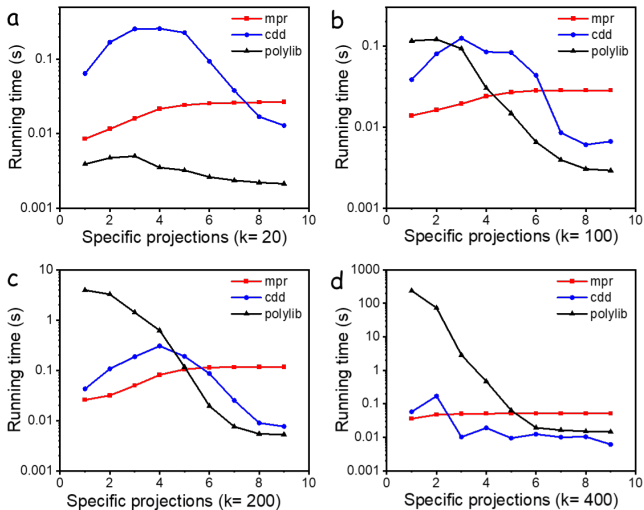 a
mpr
cdd
polylib
Running time (s)
0.1
0.01
0.001
0 2 4 6 8 10
Specific projections (k= 20)
b
mpr
cdd
polylib
Running time (s)
0.1
0.01
0.001
0 2 4 6 8 10
Specific projections (k= 100)
c
mpr
cdd
polylib
Running time (s)
10
1
0.1
0.01
0.001
0 2 4 6 8 10
Specific projections (k= 200)
d
mpr
cdd
polylib
Running time (s)
1000
100
10
1
0.1
0.01
0.001
0 2 4 6 8 10
Specific projections (k= 400)